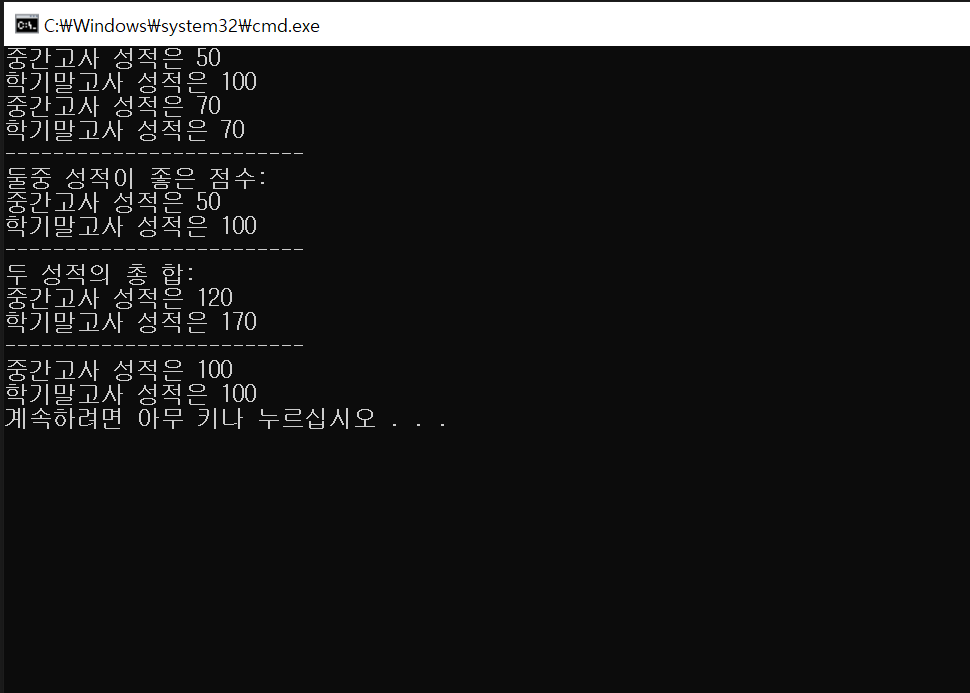 C:\Windows\system32\cmd.exe
중간고사 성적은 50
학기말고사 성적은 100
중간고사 성적은 70
학기말고사 성적은 70
-------------------------
둘중 성적이 좋은 점수:
중간고사 성적은 50
학기말고사 성적은 100
-------------------------
두 성적의 총 합:
중간고사 성적은 120
학기말고사 성적은 170
-------------------------
중간고사 성적은 100
학기말고사 성적은 100
계속하려면 아무 키나 누르십시오 . . .